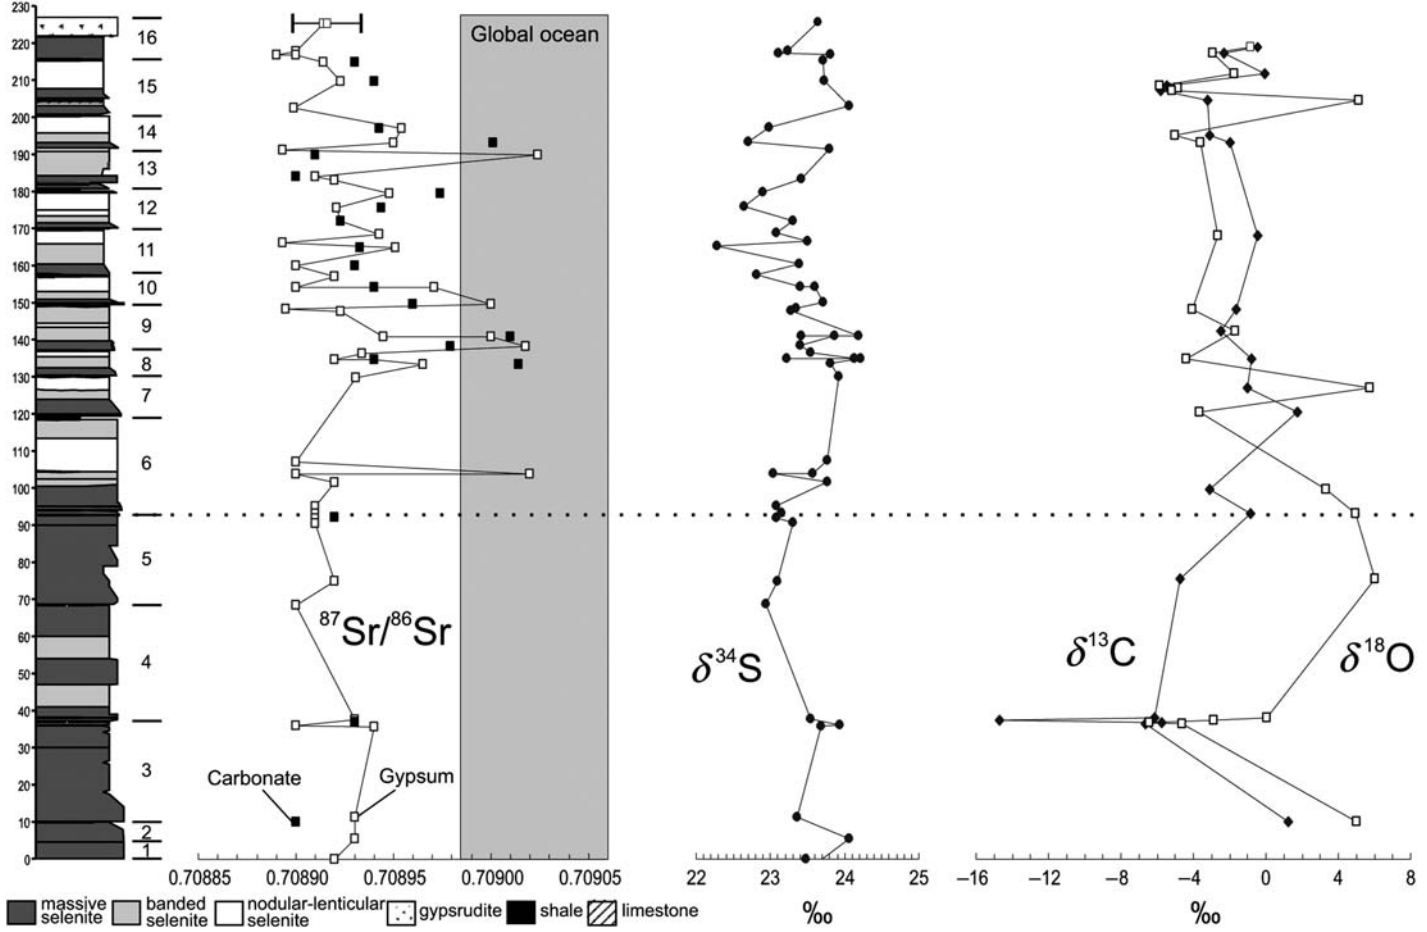 230
220
210
200
190
180
170
160
150
140
130
120
110
100
90
80
70
60
50
40
30
20
10
0
16
15
14
13
12
11
10
9
8
7
6
5
4
3
2
1
Global ocean
⁸⁷Sr/⁸⁶Sr
Carbonate
Gypsum
δ³⁴S
δ¹³C
δ¹⁸O
0.70885 0.70890 0.70895 0.70900 0.70905
22 23 24 25
‰
−16 −12 −8 −4 0 4 8
‰
massive selenite
banded selenite
nodular-lenticular selenite
gypsrudite
shale
limestone